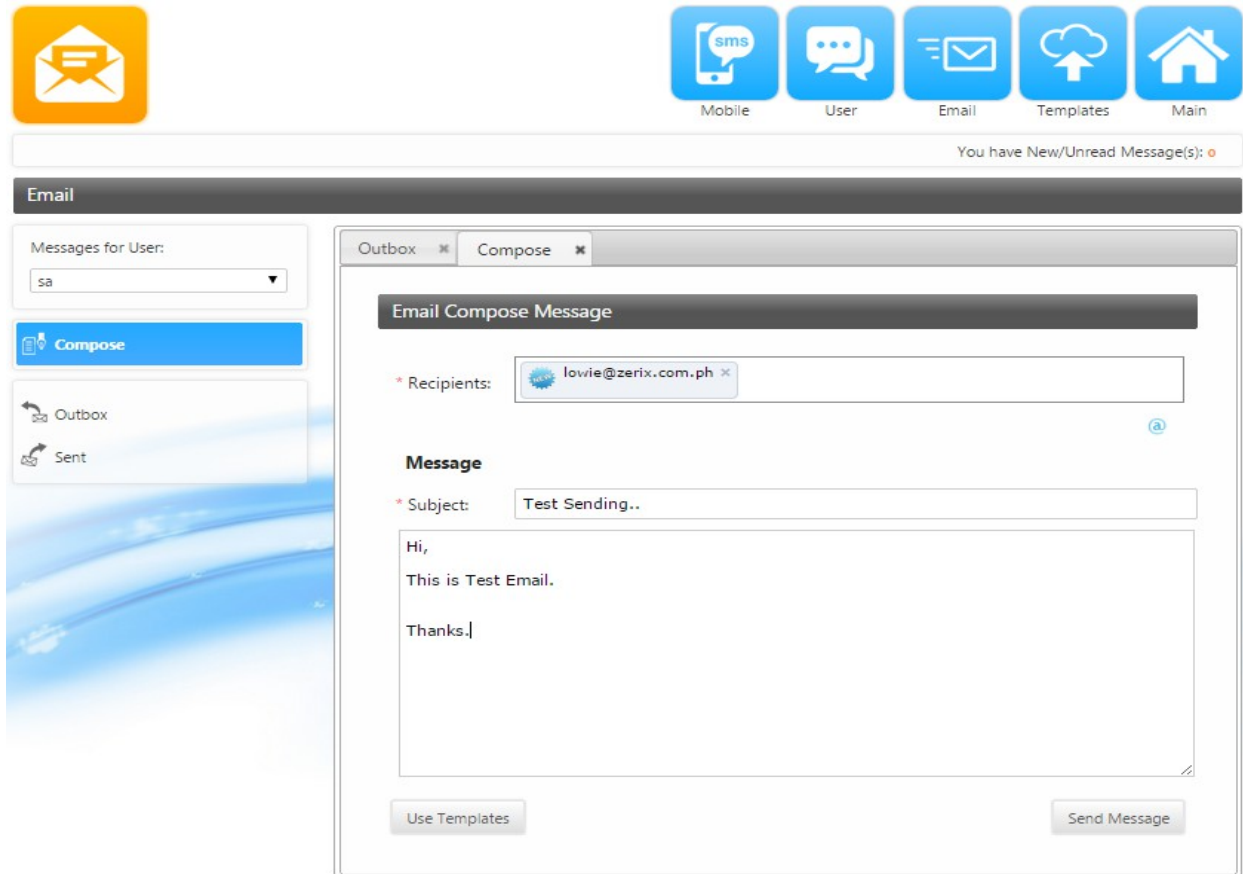 sms
Mobile User Email Templates Main
You have New/Unread Message(s): 0
Email
Messages for User:
sa
Compose
Outbox
Sent
Outbox Compose
Email Compose Message
* Recipients: NEW lowie@zerix.com.ph
@
Message
* Subject: Test Sending..
Hi,
This is Test Email.
Thanks.
Use Templates Send Message